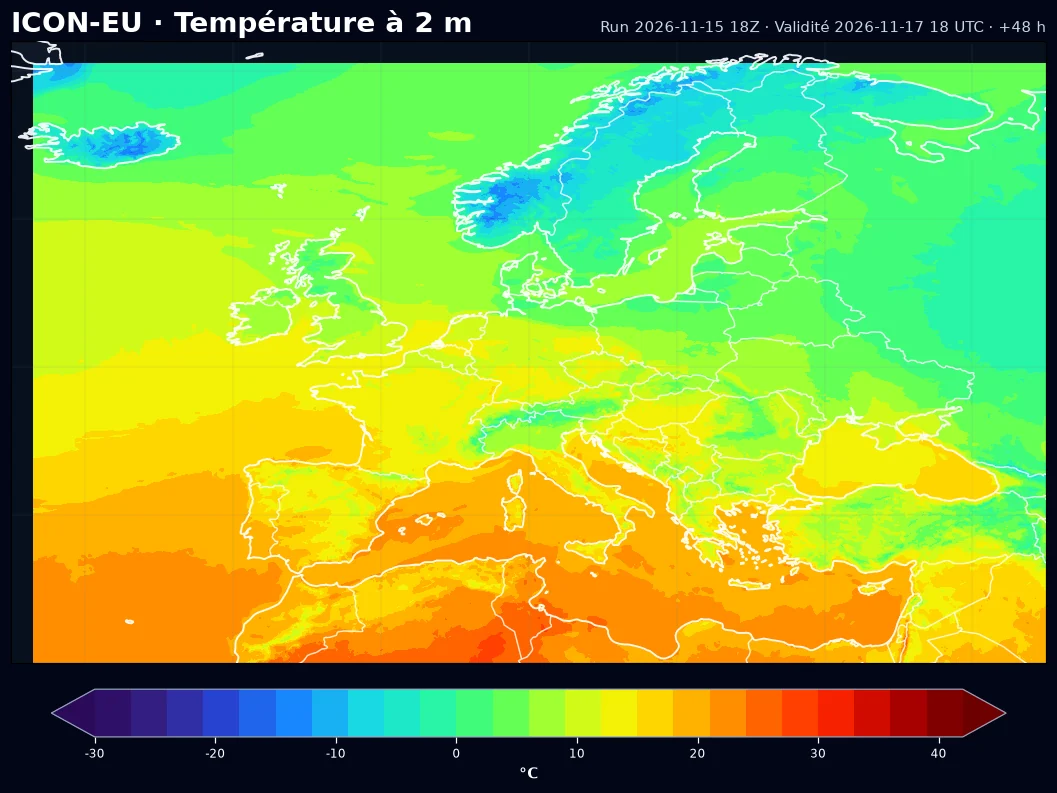 ICON-EU · Température à 2 m
Run 2026-11-15 18Z · Validité 2026-11-17 18 UTC · +48 h
-30 -20 -10 0 10 20 30 40
°C